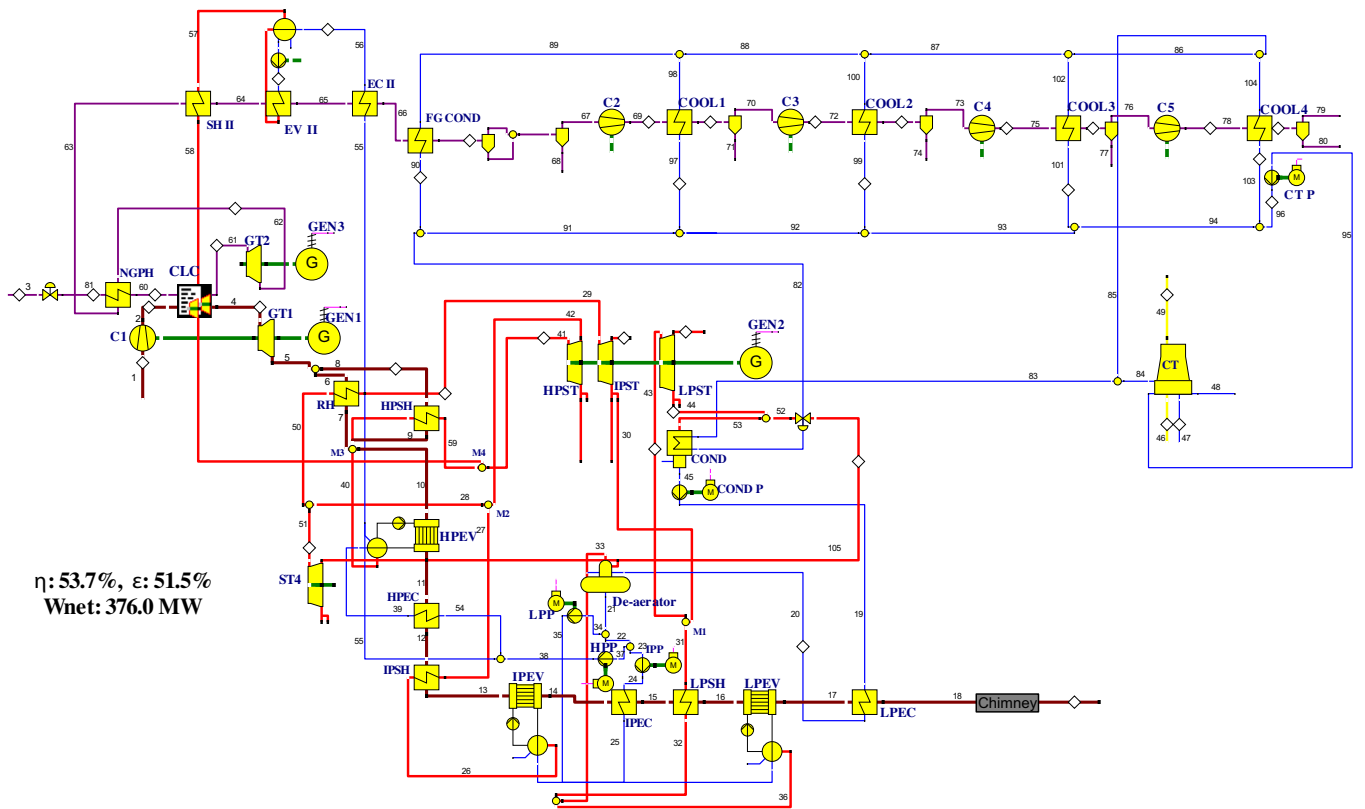 57
56
89
88
87
86
98
100
102
104
EC II
64
65
66
SH II
EV II
FG COND
67
C2
69
COOL1
70
C3
72
COOL2
73
C4
75
COOL3
76
C5
78
COOL4
79
80
63
58
55
90
68
97
71
99
74
101
77
103
CT P
96
95
91
92
93
94
62
61
GT2
GEN3
G
NGPH
CLC
3
81
60
4
GT1
GEN1
G
2
C1
1
5
8
6
RH
7
HPSH
9
59
50
M3
M4
40
10
29
42
41
HPST
IPST
43
LPST
GEN2
G
44
30
53
52
COND
45
M
COND P
82
83
85
84
49
CT
48
46
47
51
28
27
M2
HPEV
11
ST4
105
33
De-aerator
HPEC
39
54
12
M
LPP
35
34
21
22
HPP
37
23
IPP
31
M
M1
20
19
η: 53.7%, ε: 51.5%
Wnet: 376.0 MW
55
38
M
24
IPSH
13
IPEV
14
15
IPEC
LPSH
16
LPEV
17
LPEC
18
Chimney
25
32
26
36